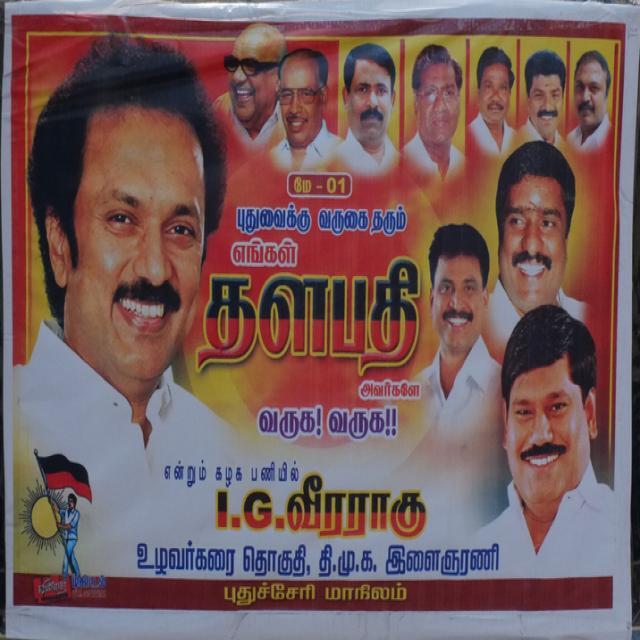 மே - 01
புதுவைக்கு வருகை தரும்
எங்கள்
தளபதி
அவர்களே
வருக! வருக!!
என்றும் கழக பணியில்
I.G.வீரராகு
உழவர்கரை தொகுதி, தி.மு.க. இளைஞரணி
புதுச்சேரி மாநிலம்